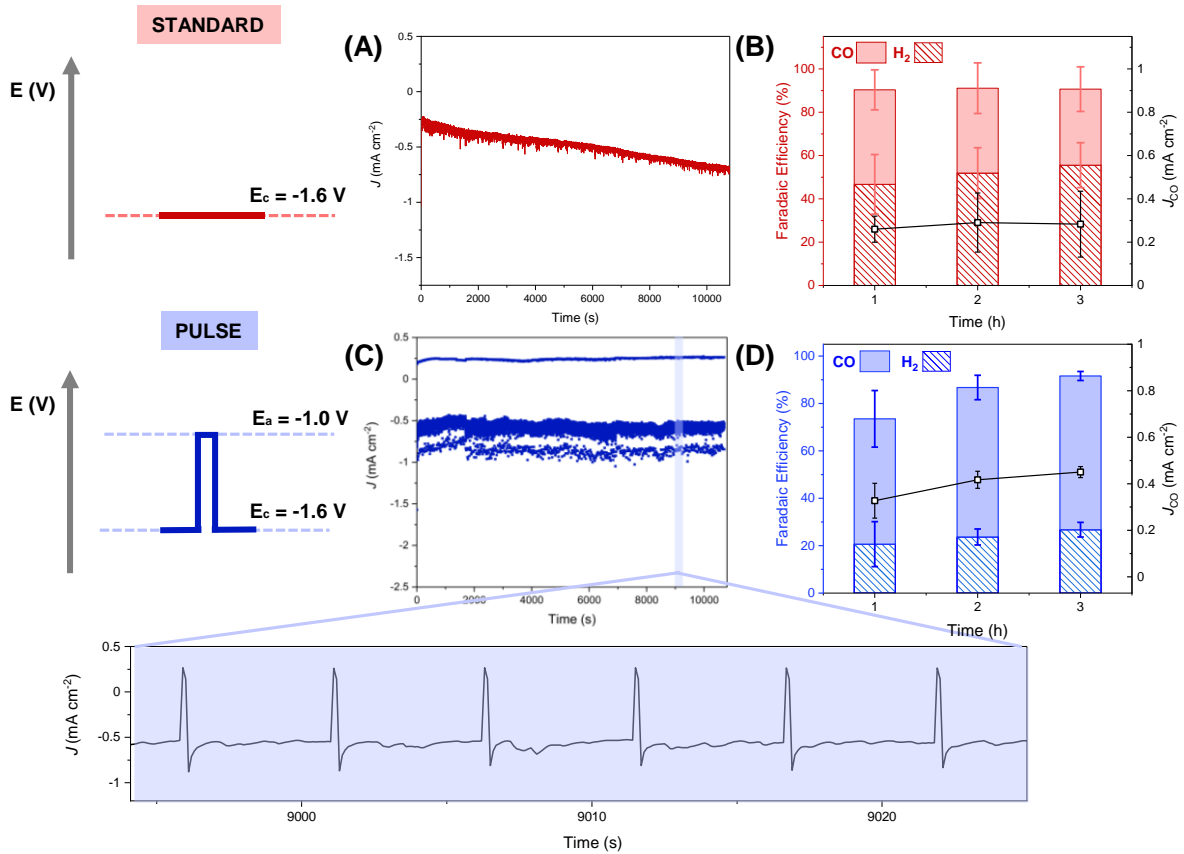 STANDARD
E (V)
E꜀ = -1.6 V
(A)
0.5
0
-0.5
-1
-1.5
J (mA cm⁻²)
0 2000 4000 6000 8000 10000
Time (s)
(B)
CO H₂
100
80
60
40
20
0
Faradaic Efficiency (%)
1
0.8
0.6
0.4
0.2
0
J_CO (mA cm⁻²)
1 2 3
Time (h)
PULSE
E (V)
Eₐ = -1.0 V
E꜀ = -1.6 V
(C)
0.5
0
-0.5
-1
-1.5
-2
-2.5
J (mA cm⁻²)
0 2000 4000 6000 8000 10000
Time (s)
(D)
CO H₂
100
80
60
40
20
0
Faradaic Efficiency (%)
1
0.8
0.6
0.4
0.2
0
J_CO (mA cm⁻²)
1 2 3
Time (h)
0.5
0
-0.5
-1
J (mA cm⁻²)
9000 9010 9020
Time (s)